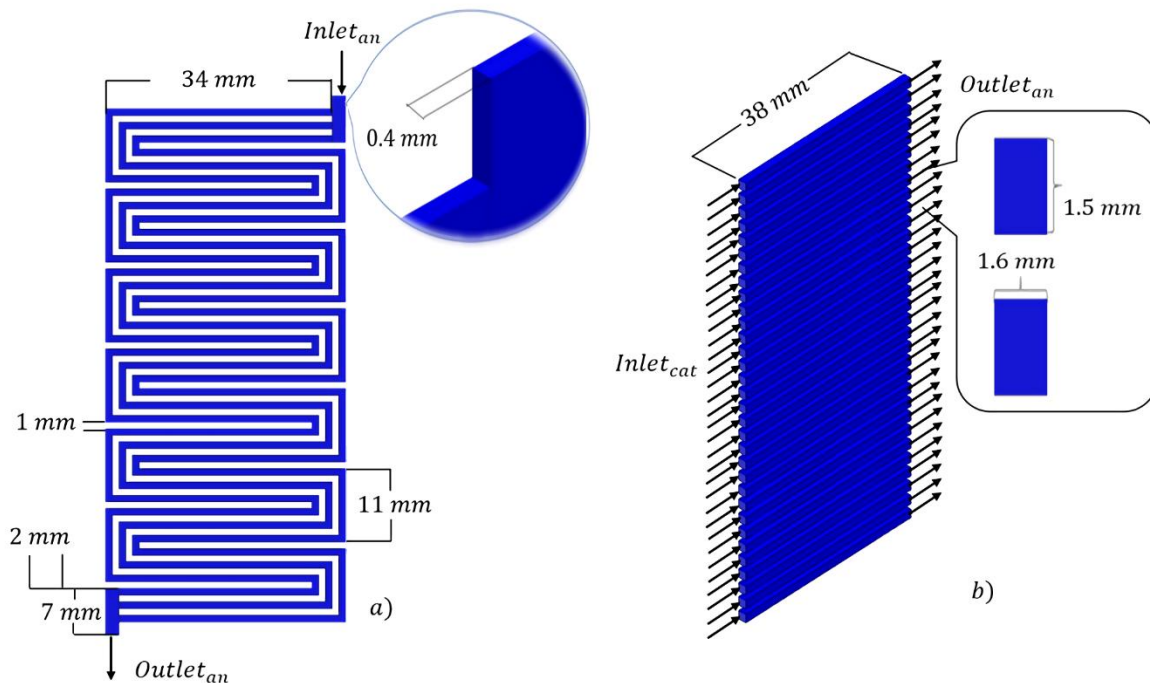 Inlet_an
34 mm
0.4 mm
1 mm
11 mm
2 mm
7 mm
a)
Outlet_an
38 mm
Outlet_an
1.5 mm
1.6 mm
Inlet_cat
b)